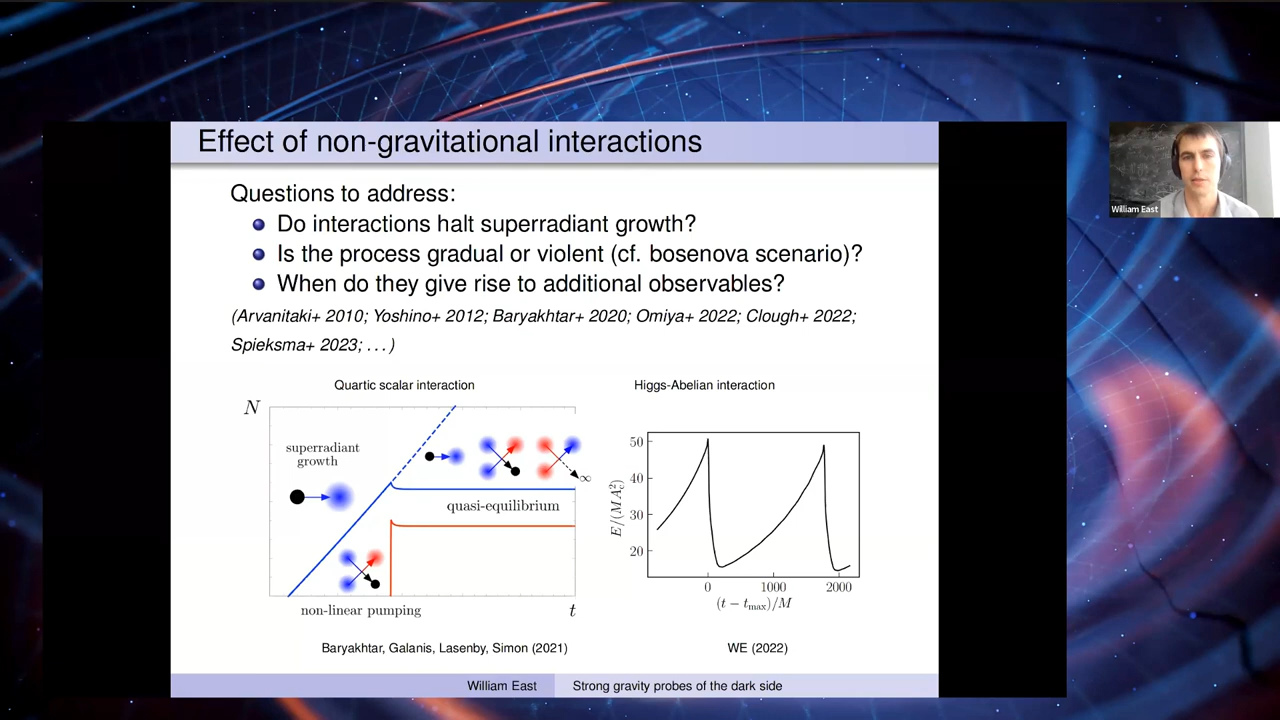 Effect of non-gravitational interactions
William East
Questions to address:
Do interactions halt superradiant growth?
Is the process gradual or violent (cf. bosenova scenario)?
When do they give rise to additional observables?
(Arvanitaki+ 2010; Yoshino+ 2012; Baryakhtar+ 2020; Omiya+ 2022; Clough+ 2022;
Spieksma+ 2023; ...)
Quartic scalar interaction
N
superradiant
growth
∞
quasi-equilibrium
non-linear pumping
t
Baryakhtar, Galanis, Lasenby, Simon (2021)
Higgs-Abelian interaction
50
40
30
20
E/(MA_c^2)
0 1000 2000
(t − t_max)/M
WE (2022)
William East
Strong gravity probes of the dark side